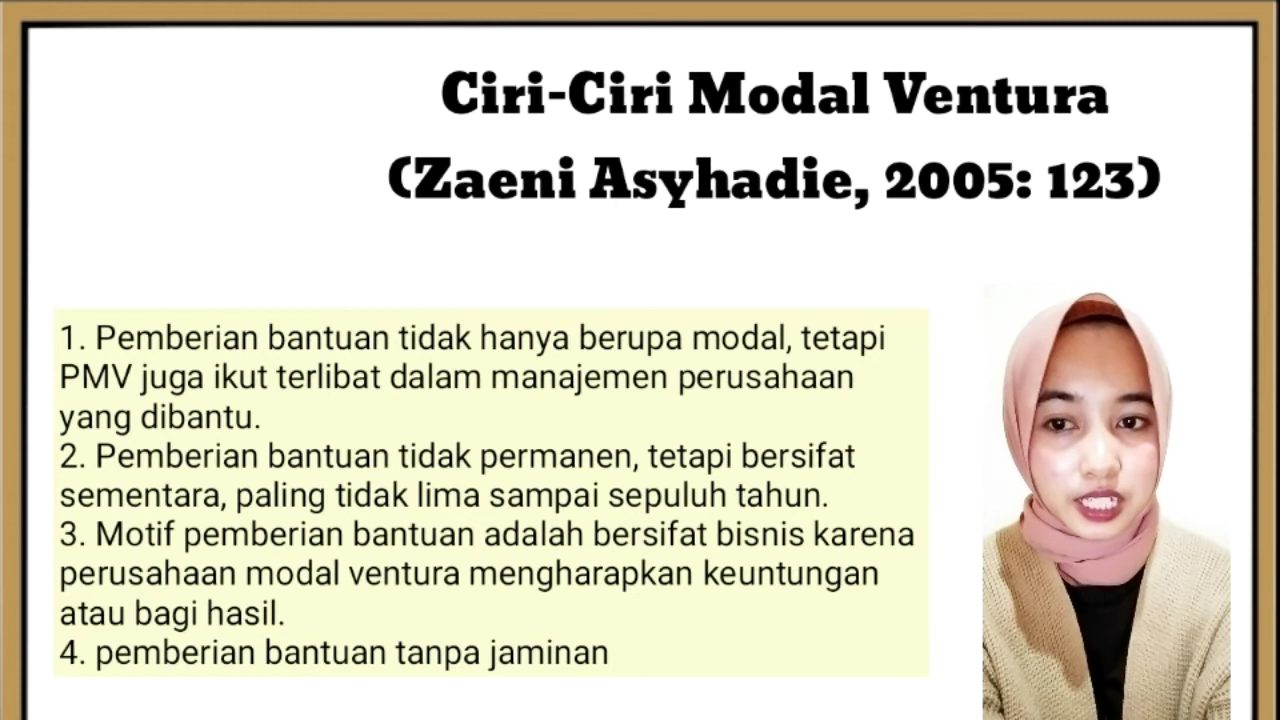 Ciri-Ciri Modal Ventura
(Zaeni Asyhadie, 2005: 123)
1. Pemberian bantuan tidak hanya berupa modal, tetapi
PMV juga ikut terlibat dalam manajemen perusahaan
yang dibantu.
2. Pemberian bantuan tidak permanen, tetapi bersifat
sementara, paling tidak lima sampai sepuluh tahun.
3. Motif pemberian bantuan adalah bersifat bisnis karena
perusahaan modal ventura mengharapkan keuntungan
atau bagi hasil.
4. pemberian bantuan tanpa jaminan